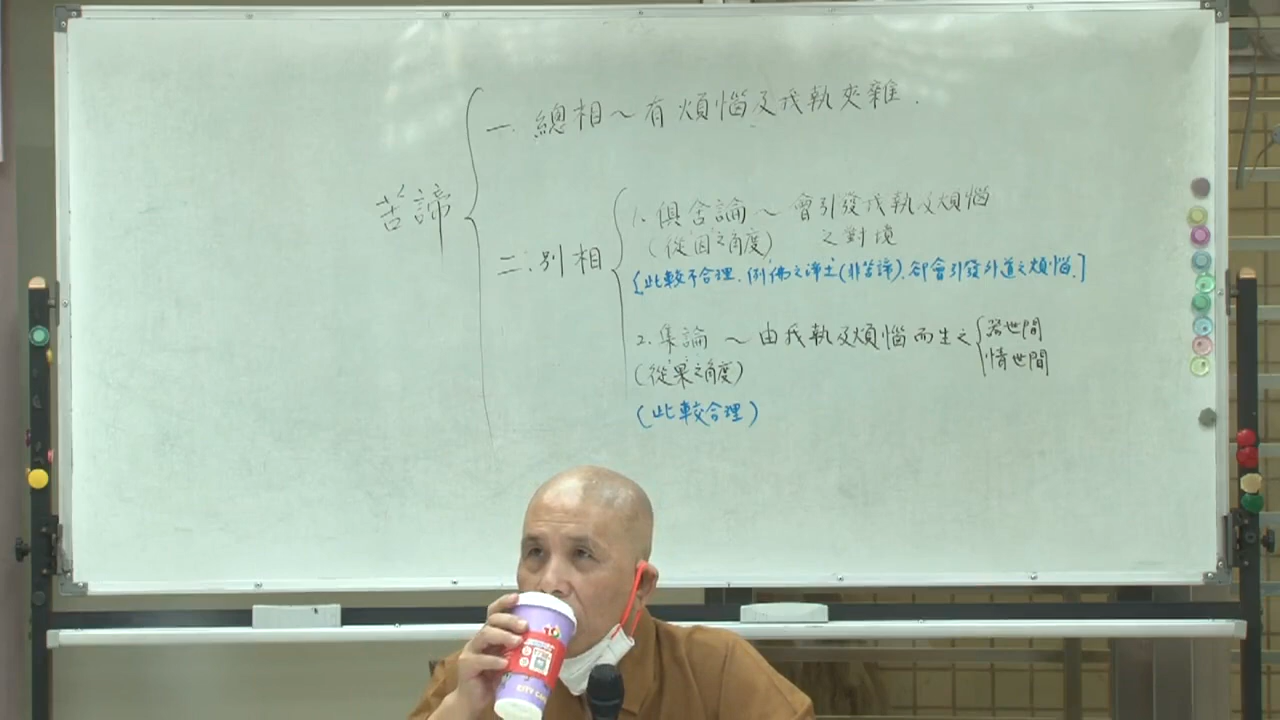 苦諦
一. 總相～有煩惱及我執夾雜.
二. 別相
1. 俱舍論～會引發我執及煩惱
(從"因"之角度) 之對境
[此較不合理. 例佛之淨土(非苦諦), 卻會引發外道之煩惱.]
2. 集論～由我執及煩惱而生之
器世間
情世間
(從"果"之角度)
(此較合理)
CITY